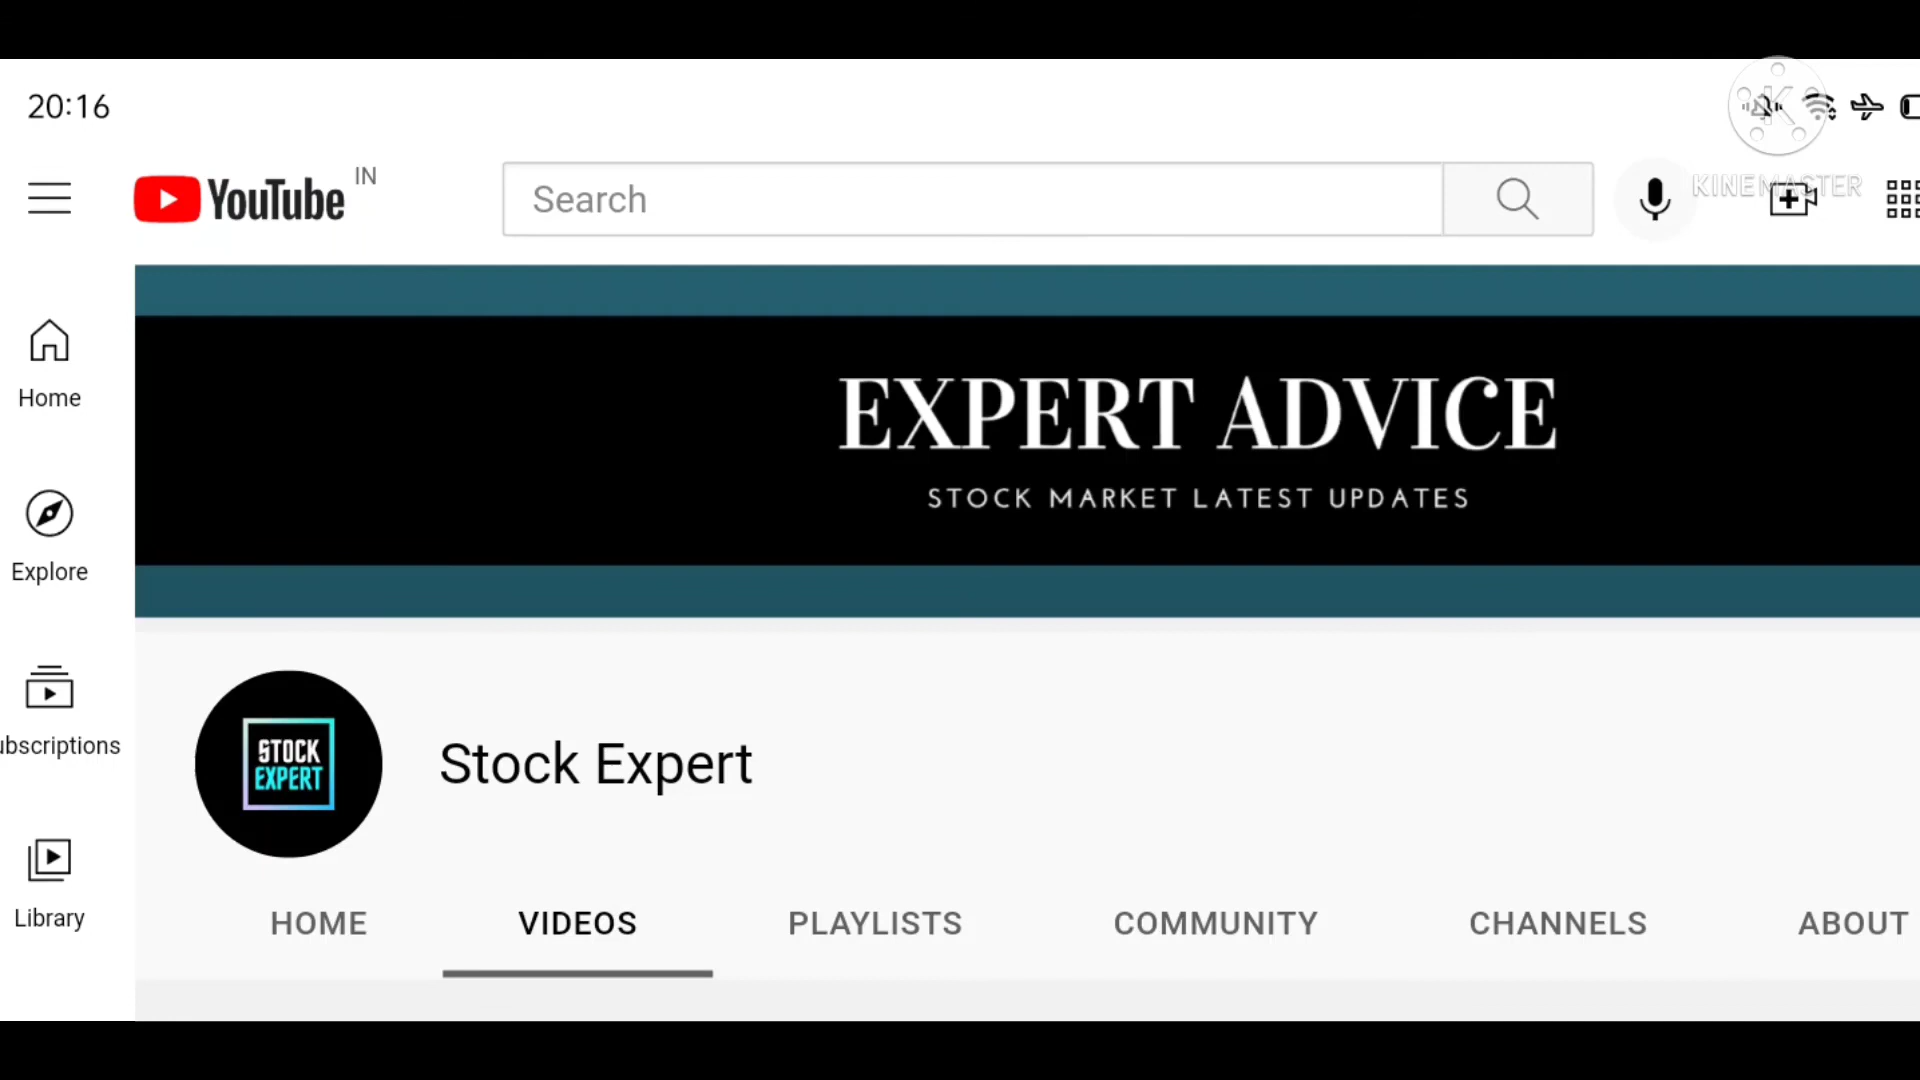 20:16
KINEMASTER
YouTube IN
Search
EXPERT ADVICE
STOCK MARKET LATEST UPDATES
Home
Explore
ubscriptions
Library
STOCK
EXPERT
Stock Expert
HOME VIDEOS PLAYLISTS COMMUNITY CHANNELS ABOUT